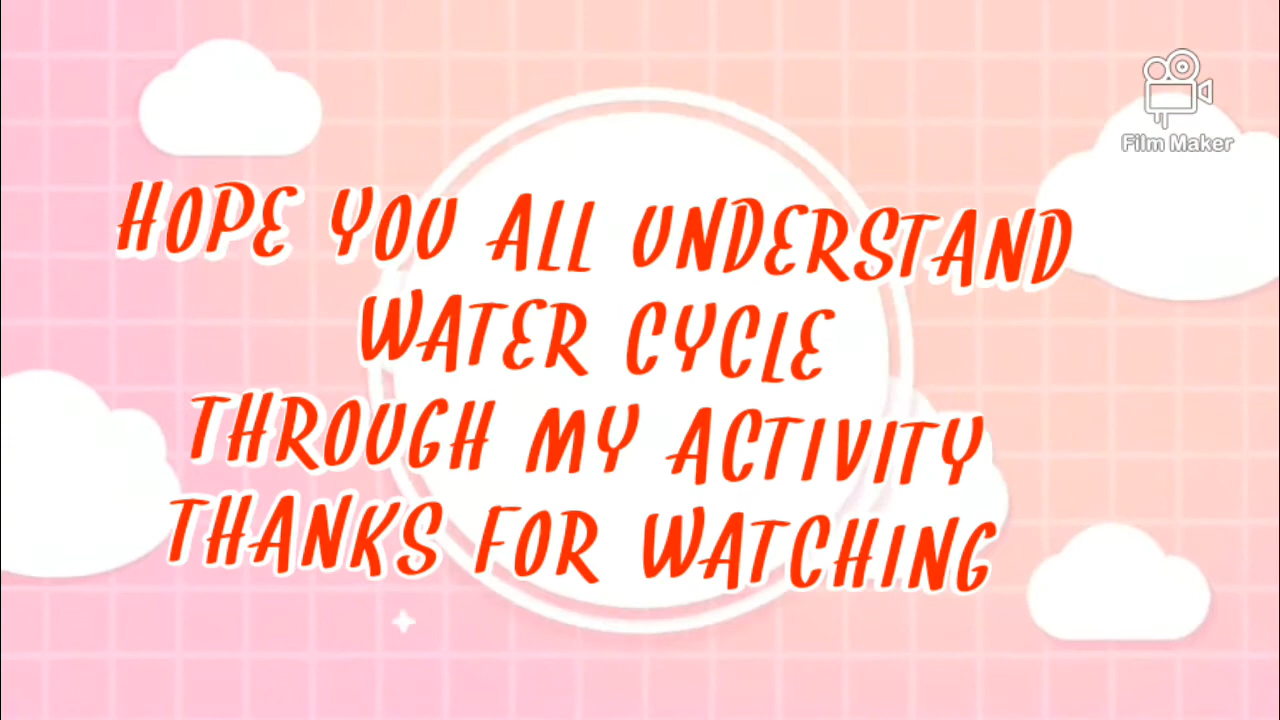 Film Maker
HOPE YOU ALL UNDERSTAND
WATER CYCLE
THROUGH MY ACTIVITY
THANKS FOR WATCHING